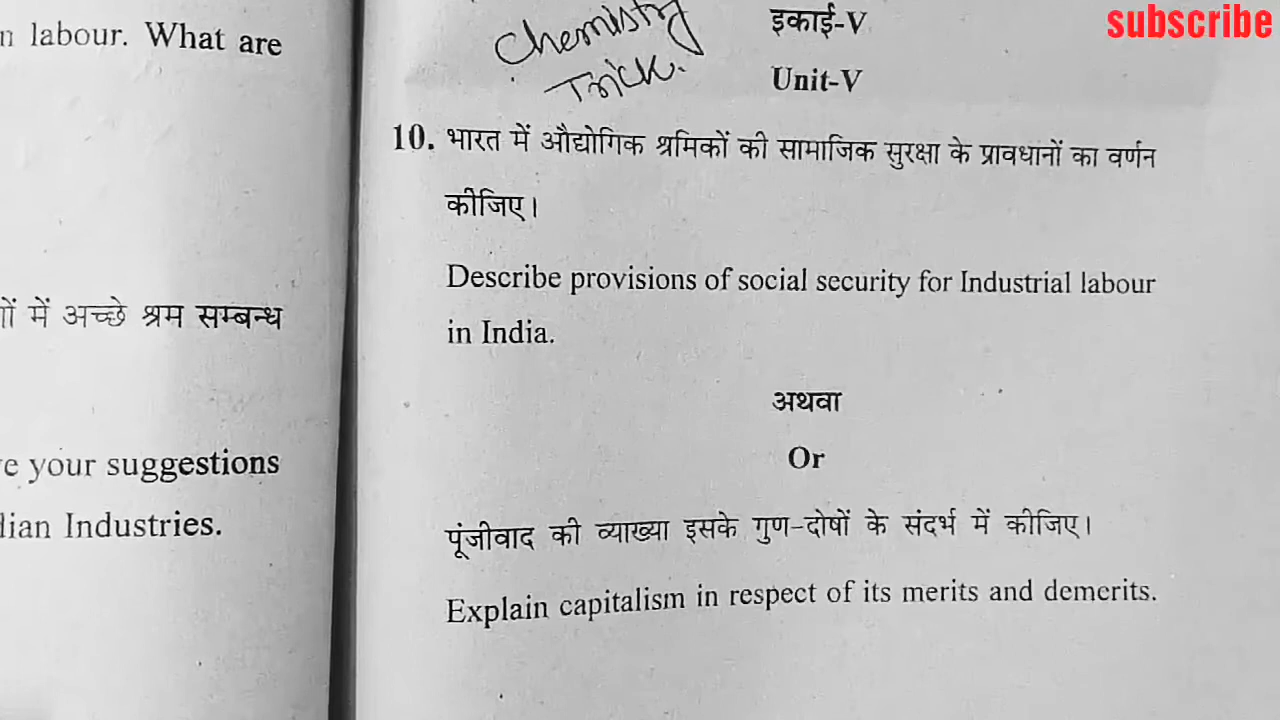 labour. What are
में अच्छे श्रम सम्बन्ध
your suggestions
Industries.
subscribe
Chemistry
Trick.
इकाई-V
Unit-V
10. भारत में औद्योगिक श्रमिकों की सामाजिक सुरक्षा के प्रावधानों का वर्णन
कीजिए।
Describe provisions of social security for Industrial labour
in India.
अथवा
Or
पूंजीवाद की व्याख्या इसके गुण-दोषों के संदर्भ में कीजिए।
Explain capitalism in respect of its merits and demerits.